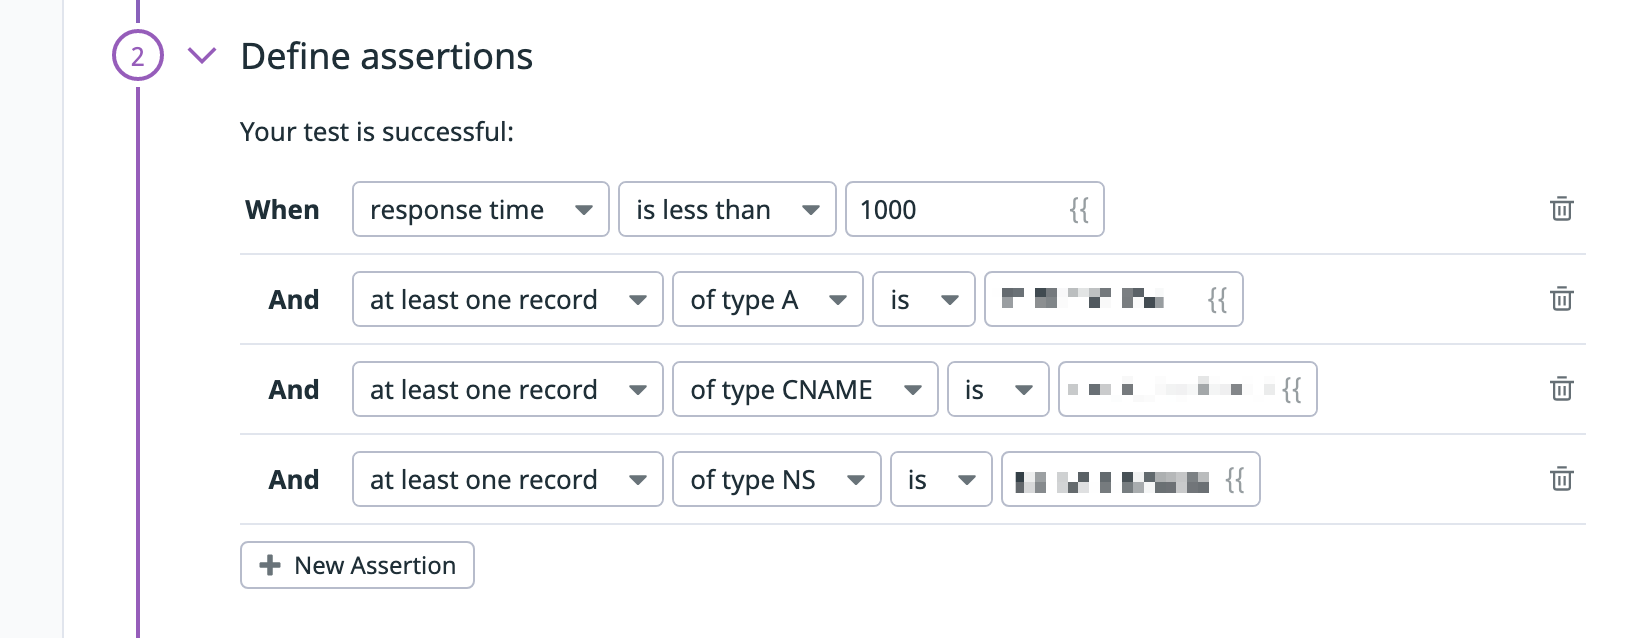 2 Define assertions
Your test is successful:
When response time is less than 1000 {{
And at least one record of type A is {{
And at least one record of type CNAME is {{
And at least one record of type NS is {{
+ New Assertion